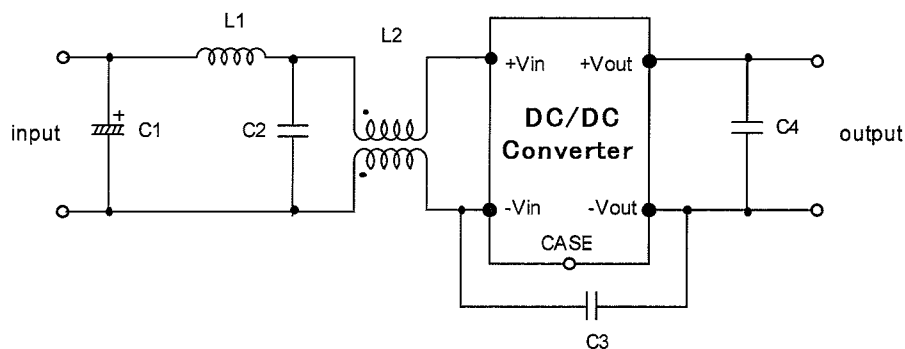 L1
L2
+Vin
+Vout
DC/DC
Converter
input
+
C1
C2
C4
output
-Vin
-Vout
CASE
C3